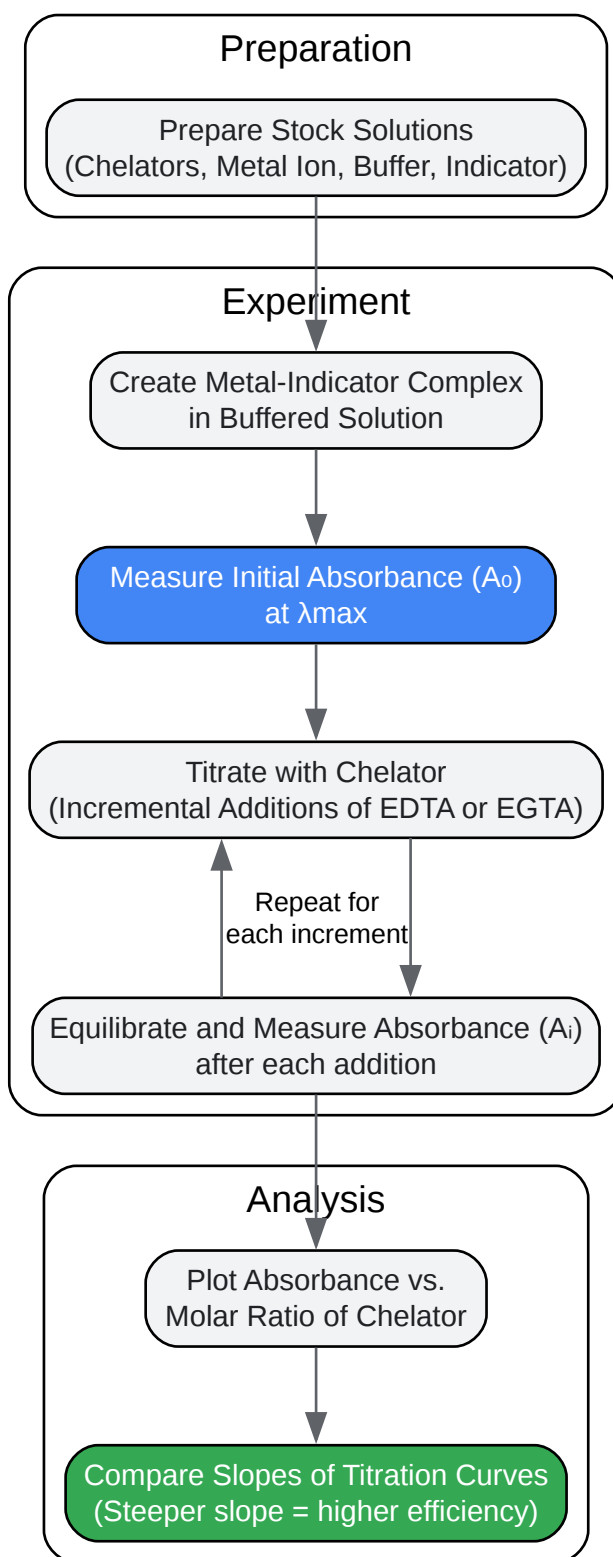 Preparation
Prepare Stock Solutions
(Chelators, Metal Ion, Buffer, Indicator)
Experiment
Create Metal-Indicator Complex
in Buffered Solution
Measure Initial Absorbance (A₀)
at λmax
Titrate with Chelator
(Incremental Additions of EDTA or EGTA)
Repeat for
each increment
Equilibrate and Measure Absorbance (Aᵢ)
after each addition
Analysis
Plot Absorbance vs.
Molar Ratio of Chelator
Compare Slopes of Titration Curves
(Steeper slope = higher efficiency)